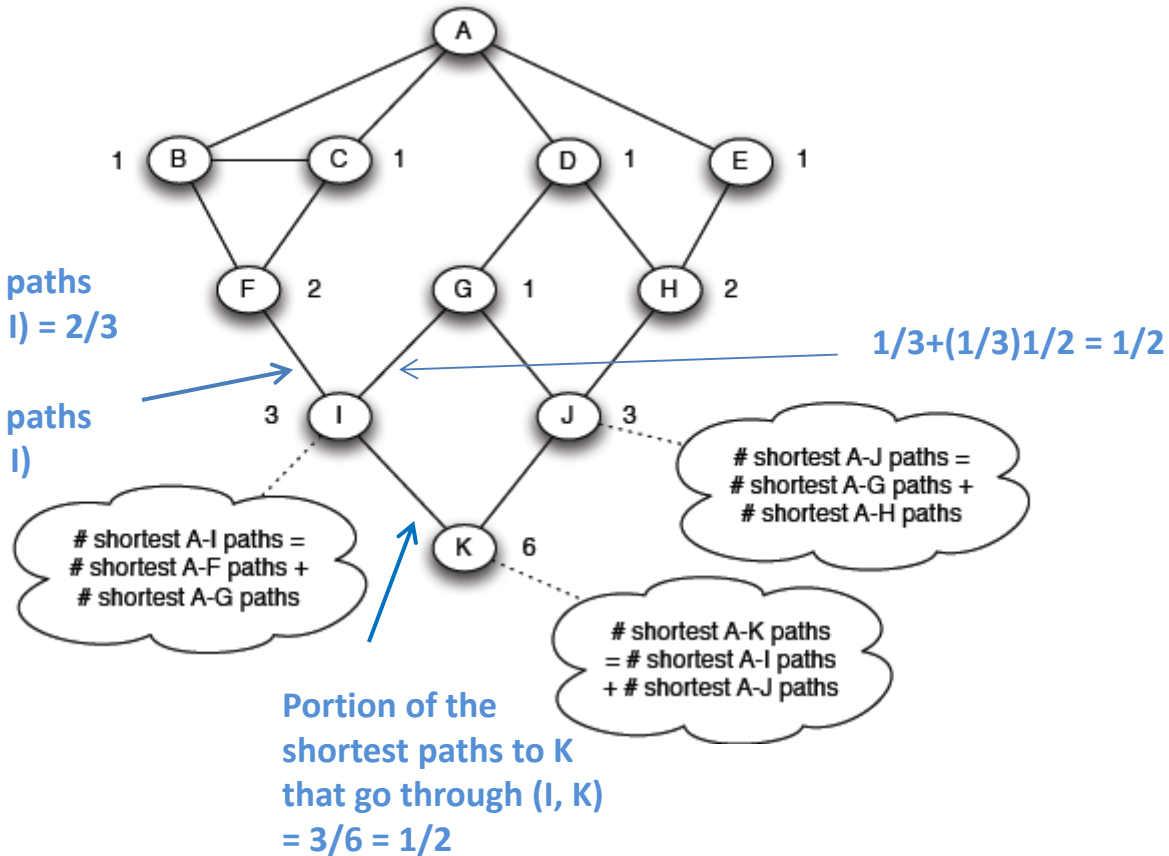 A
1 B C 1 D 1 E 1
paths
I) = 2/3
F 2 G 1 H 2
1/3+(1/3)1/2 = 1/2
paths
I)
3 I J 3
# shortest A-J paths =
# shortest A-G paths +
# shortest A-H paths
# shortest A-I paths =
# shortest A-F paths +
# shortest A-G paths
K 6
# shortest A-K paths
= # shortest A-I paths
+ # shortest A-J paths
Portion of the
shortest paths to K
that go through (I, K)
= 3/6 = 1/2